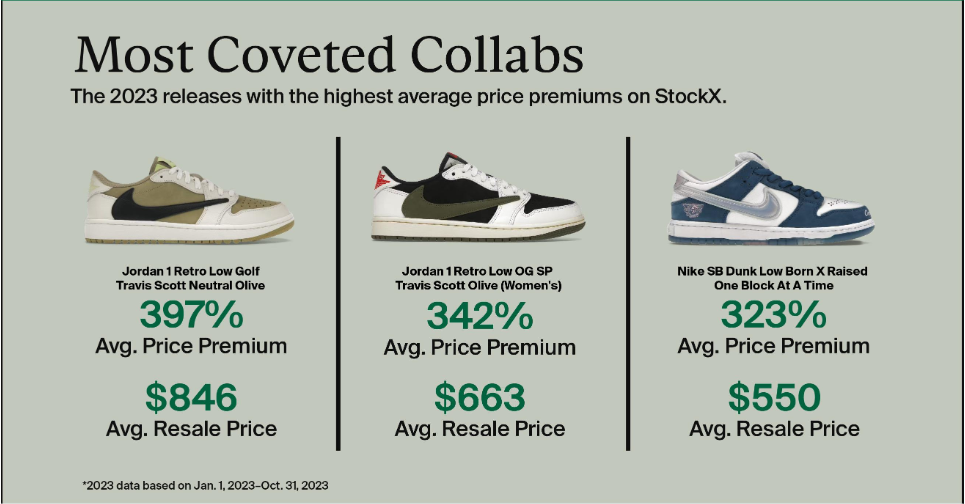 Most Coveted Collabs
The 2023 releases with the highest average price premiums on StockX.
Jordan 1 Retro Low Golf
Travis Scott Neutral Olive
397%
Avg. Price Premium
$846
Avg. Resale Price
Jordan 1 Retro Low OG SP
Travis Scott Olive (Women's)
342%
Avg. Price Premium
$663
Avg. Resale Price
Nike SB Dunk Low Born X Raised
One Block At A Time
323%
Avg. Price Premium
$550
Avg. Resale Price
*2023 data based on Jan. 1, 2023–Oct. 31, 2023